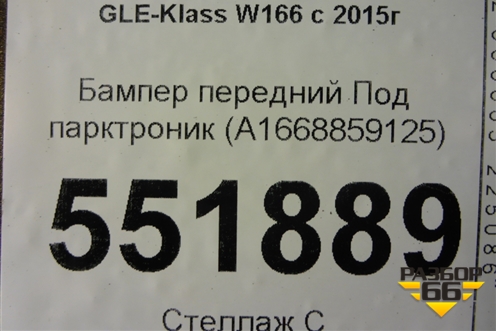 GLE-Klass W166 с 2015г
Бампер передний Под
парктроник (A1668859125)
551889
Стеллаж С
РАЗБОР
66